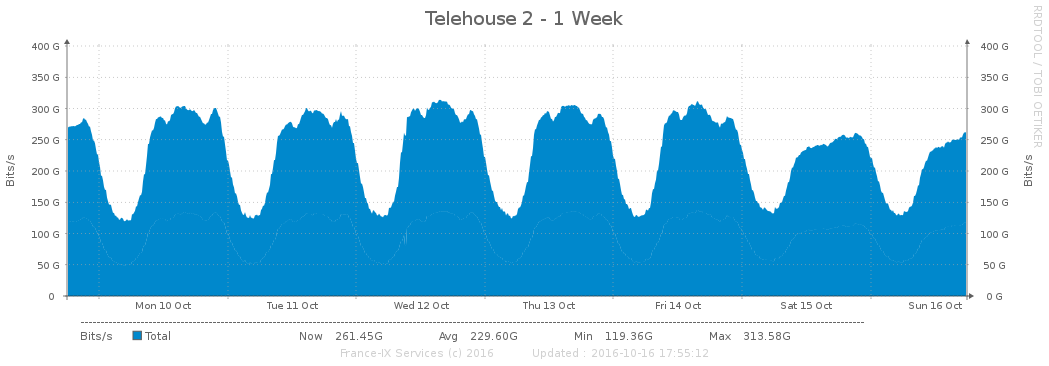 Telehouse 2 - 1 Week
RRDTOOL / TOBI OETIKER
Bits/s
400 G 400 G
350 G 350 G
300 G 300 G
250 G 250 G
200 G 200 G
150 G 150 G
100 G 100 G
50 G 50 G
0 0 G
Bits/s
Mon 10 Oct Tue 11 Oct Wed 12 Oct Thu 13 Oct Fri 14 Oct Sat 15 Oct Sun 16 Oct
Bits/s Total Now 261.45G Avg 229.60G Min 119.36G Max 313.58G
France-IX Services (c) 2016 Updated : 2016-10-16 17:55:12